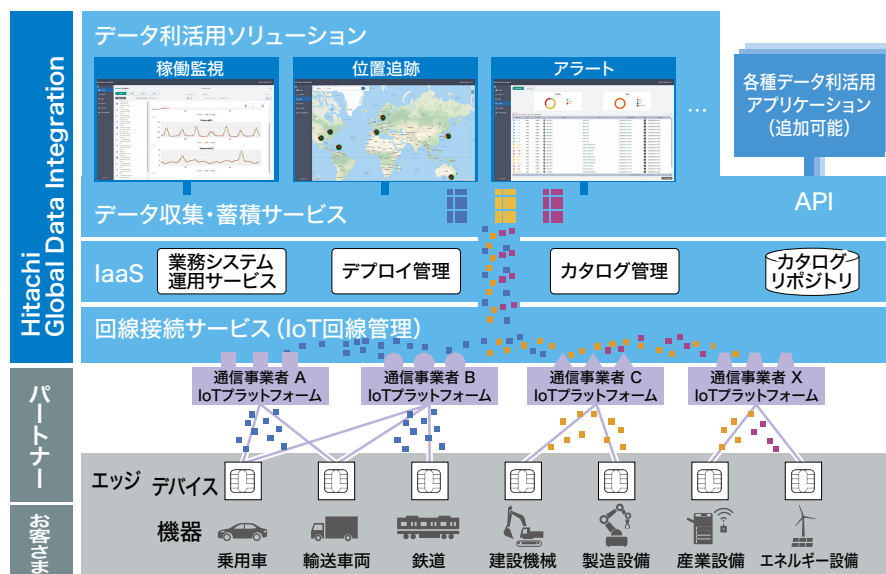 Hitachi
Global Data Integration
データ利活用ソリューション
稼働監視
位置追跡
アラート
…
各種データ利活用
アプリケーション
（追加可能）
データ収集・蓄積サービス
API
IaaS
業務システム
運用サービス
デプロイ管理
カタログ管理
カタログ
リポジトリ
回線接続サービス（IoT回線管理）
通信事業者 A
IoTプラットフォーム
通信事業者 B
IoTプラットフォーム
通信事業者 C
IoTプラットフォーム
通信事業者 X
IoTプラットフォーム
パートナー
エッジ
デバイス
お客さま
機器
乗用車
輸送車両
鉄道
建設機械
製造設備
産業設備
エネルギー設備